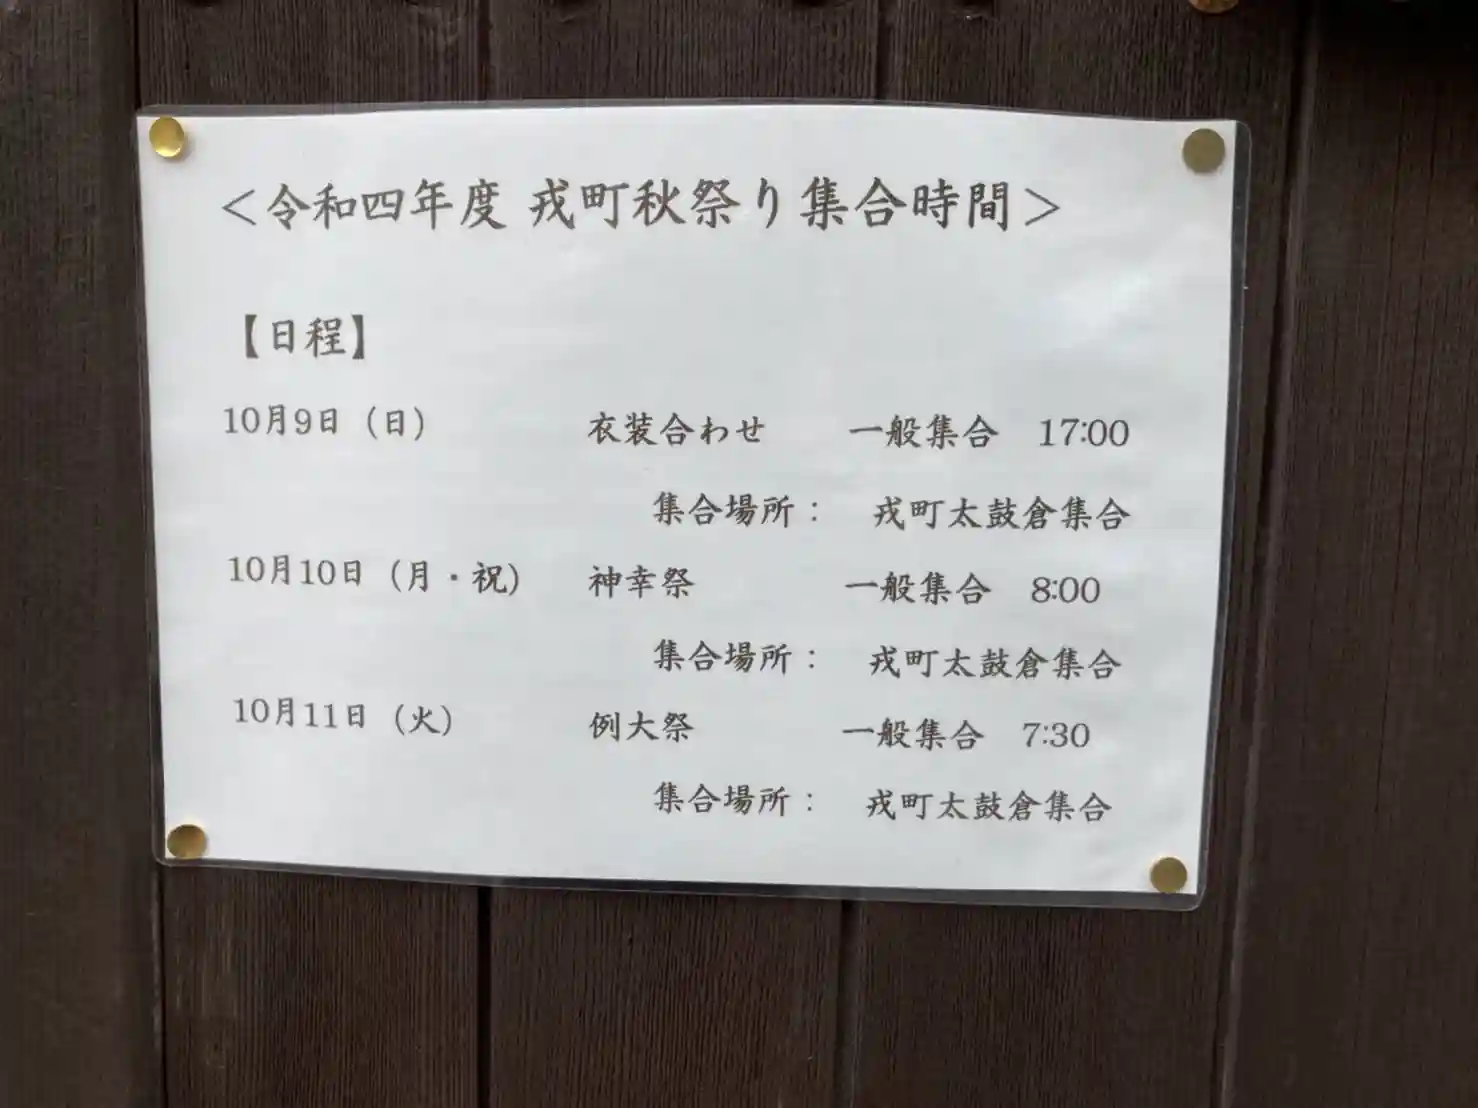 ＜令和四年度 戎町秋祭り集合時間＞
【日程】
10月9日（日） 衣装合わせ 一般集合 17:00
集合場所： 戎町太鼓倉集合
10月10日（月・祝） 神幸祭 一般集合 8:00
集合場所： 戎町太鼓倉集合
10月11日（火） 例大祭 一般集合 7:30
集合場所： 戎町太鼓倉集合